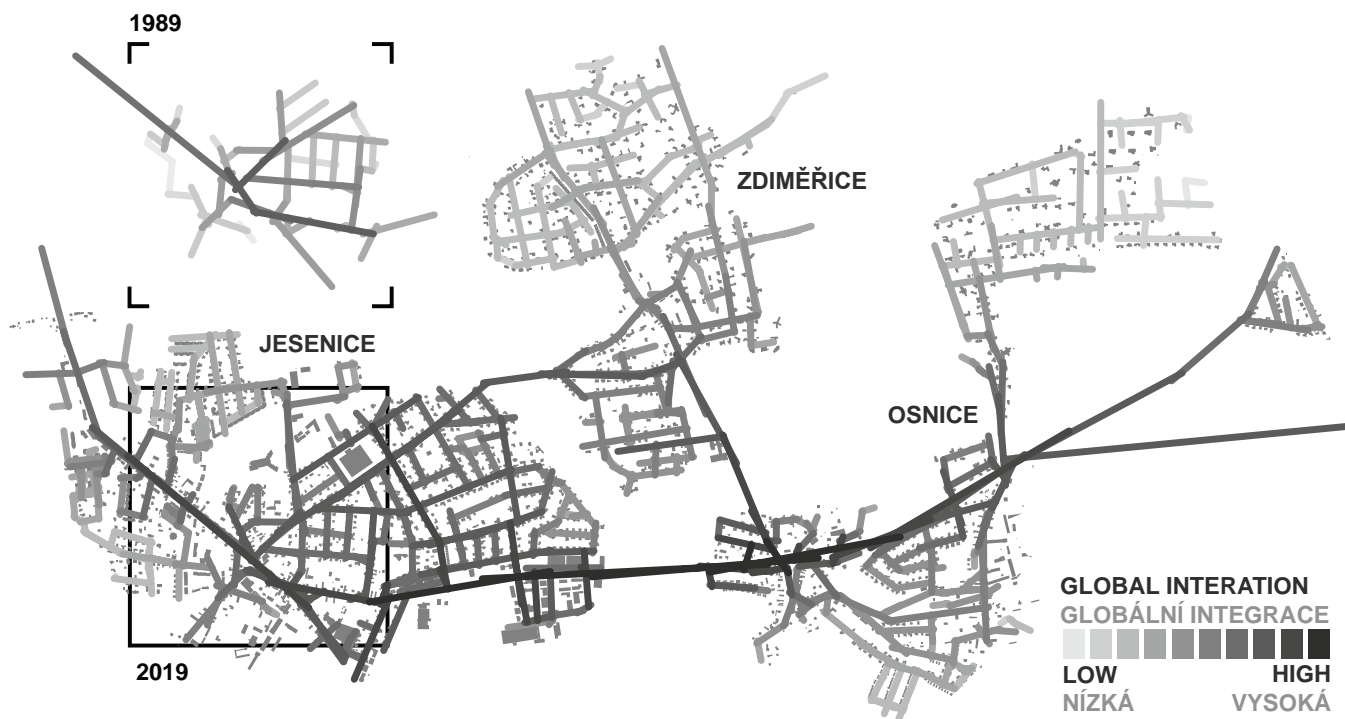 1989
ZDIMĚŘICE
JESENICE
OSNICE
2019
GLOBAL INTERATION
GLOBÁLNÍ INTEGRACE
LOW HIGH
NÍZKÁ VYSOKÁ